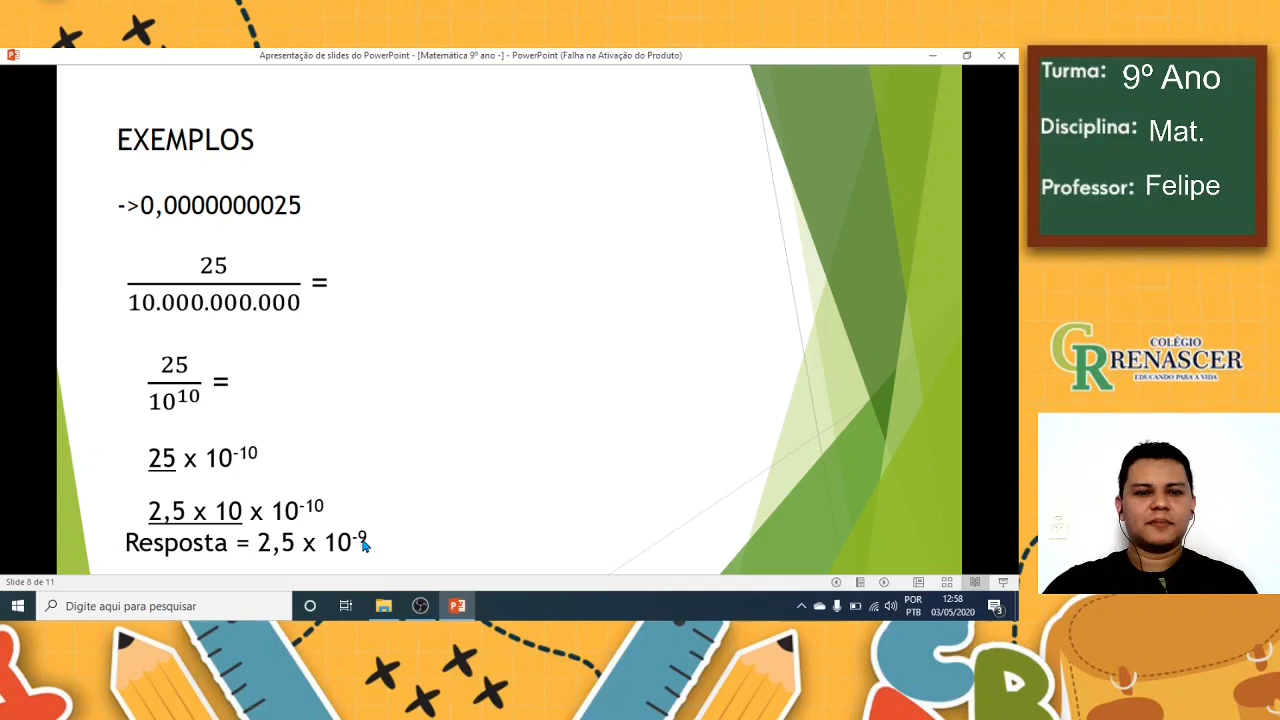 Apresentação de slides do PowerPoint - [Matemática 9º ano -] - PowerPoint (Falha na Ativação do Produto)
EXEMPLOS
->0,0000000025
25
10.000.000.000
=
25
10¹⁰
=
25 x 10⁻¹⁰
2,5 x 10 x 10⁻¹⁰
Resposta = 2,5 x 10⁻⁹
Slide 8 de 11
Digite aqui para pesquisar
POR
PTB
12:58
03/05/2020
3
Turma: 9º Ano
Disciplina: Mat.
Professor: Felipe
CR
COLÉGIO
RENASCER
EDUCANDO PARA A VIDA